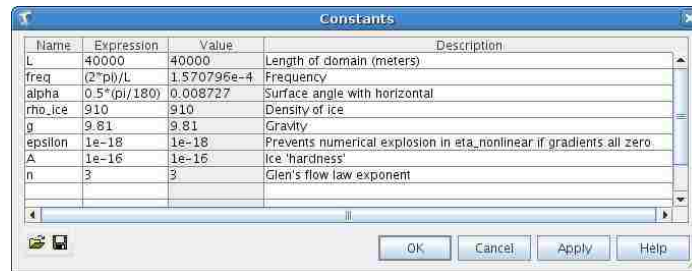 Constants
Name Expression Value Description
L 40000 40000 Length of domain (meters)
freq (2*pi)/L 1.570796e-4 Frequency
alpha 0.5*(pi/180) 0.008727 Surface angle with horizontal
rho_ice 910 910 Density of ice
g 9.81 9.81 Gravity
epsilon 1e-18 1e-18 Prevents numerical explosion in eta_nonlinear if gradients all zero
A 1e-16 1e-16 Ice 'hardness'
n 3 3 Glen's flow law exponent
OK Cancel Apply Help